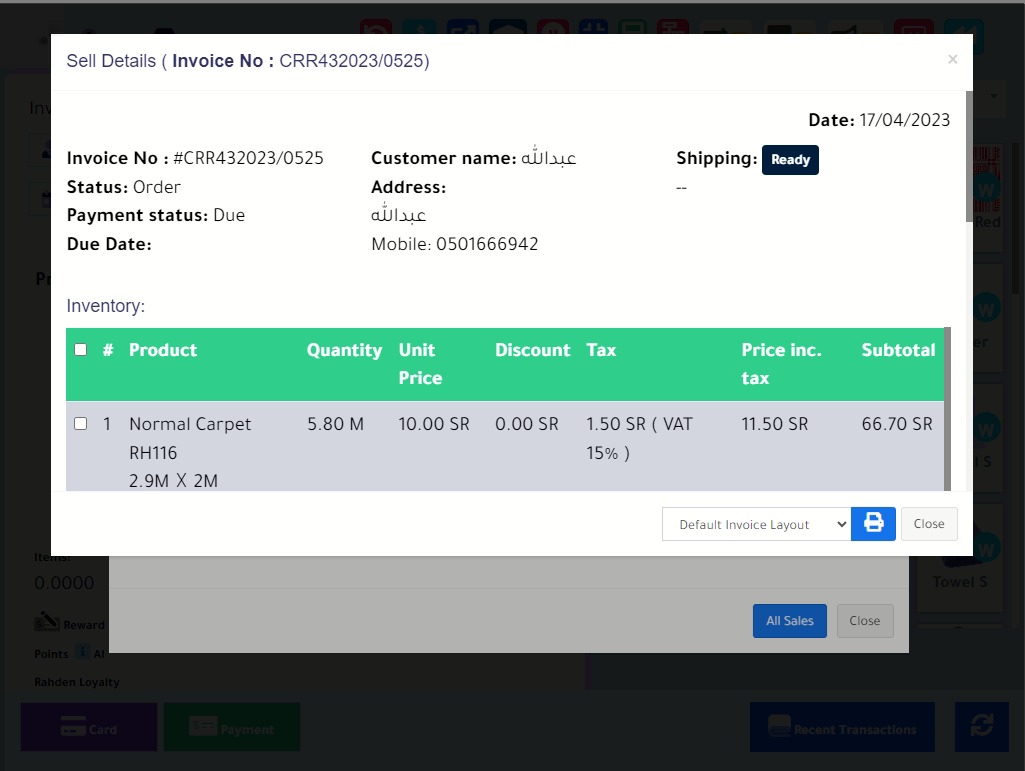 Sell Details ( Invoice No : CRR432023/0525)
×
Date: 17/04/2023
Invoice No : #CRR432023/0525
Status: Order
Payment status: Due
Due Date:
Customer name: عبدالله
Address:
عبدالله
Mobile: 0501666942
Shipping: Ready
--
Inventory:
# Product Quantity Unit Price Discount Tax Price inc. tax Subtotal
1 Normal Carpet RH116 2.9M X 2M 5.80 M 10.00 SR 0.00 SR 1.50 SR ( VAT 15% ) 11.50 SR 66.70 SR
Default Invoice Layout
Close
All Sales
Close
Items:
0.0000
Reward
Points
Rahden Loyalty
Card
Payment
Recent Transactions
Red
W
W
W
W
Towel S